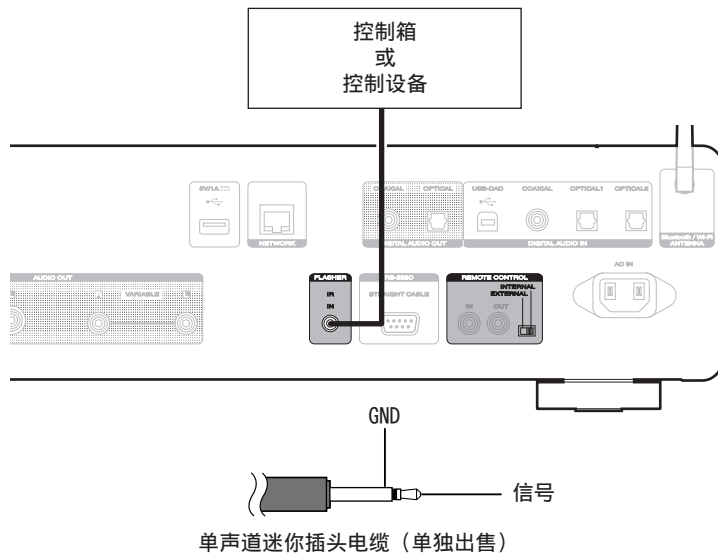 控制箱
或
控制设备
5V/1A
NETWORK
COAXIAL OPTICAL
DIGITAL AUDIO OUT
USB-DAC COAXIAL OPTICAL1 OPTICAL2
DIGITAL AUDIO IN
Bluetooth / Wi-Fi
ANTENNA
AUDIO OUT
VARIABLE
FLASHER
IR
IN
RS-232C
STRAIGHT CABLE
REMOTE CONTROL
INTERNAL
EXTERNAL
IN OUT
AC IN
GND
信号
单声道迷你插头电缆（单独出售）